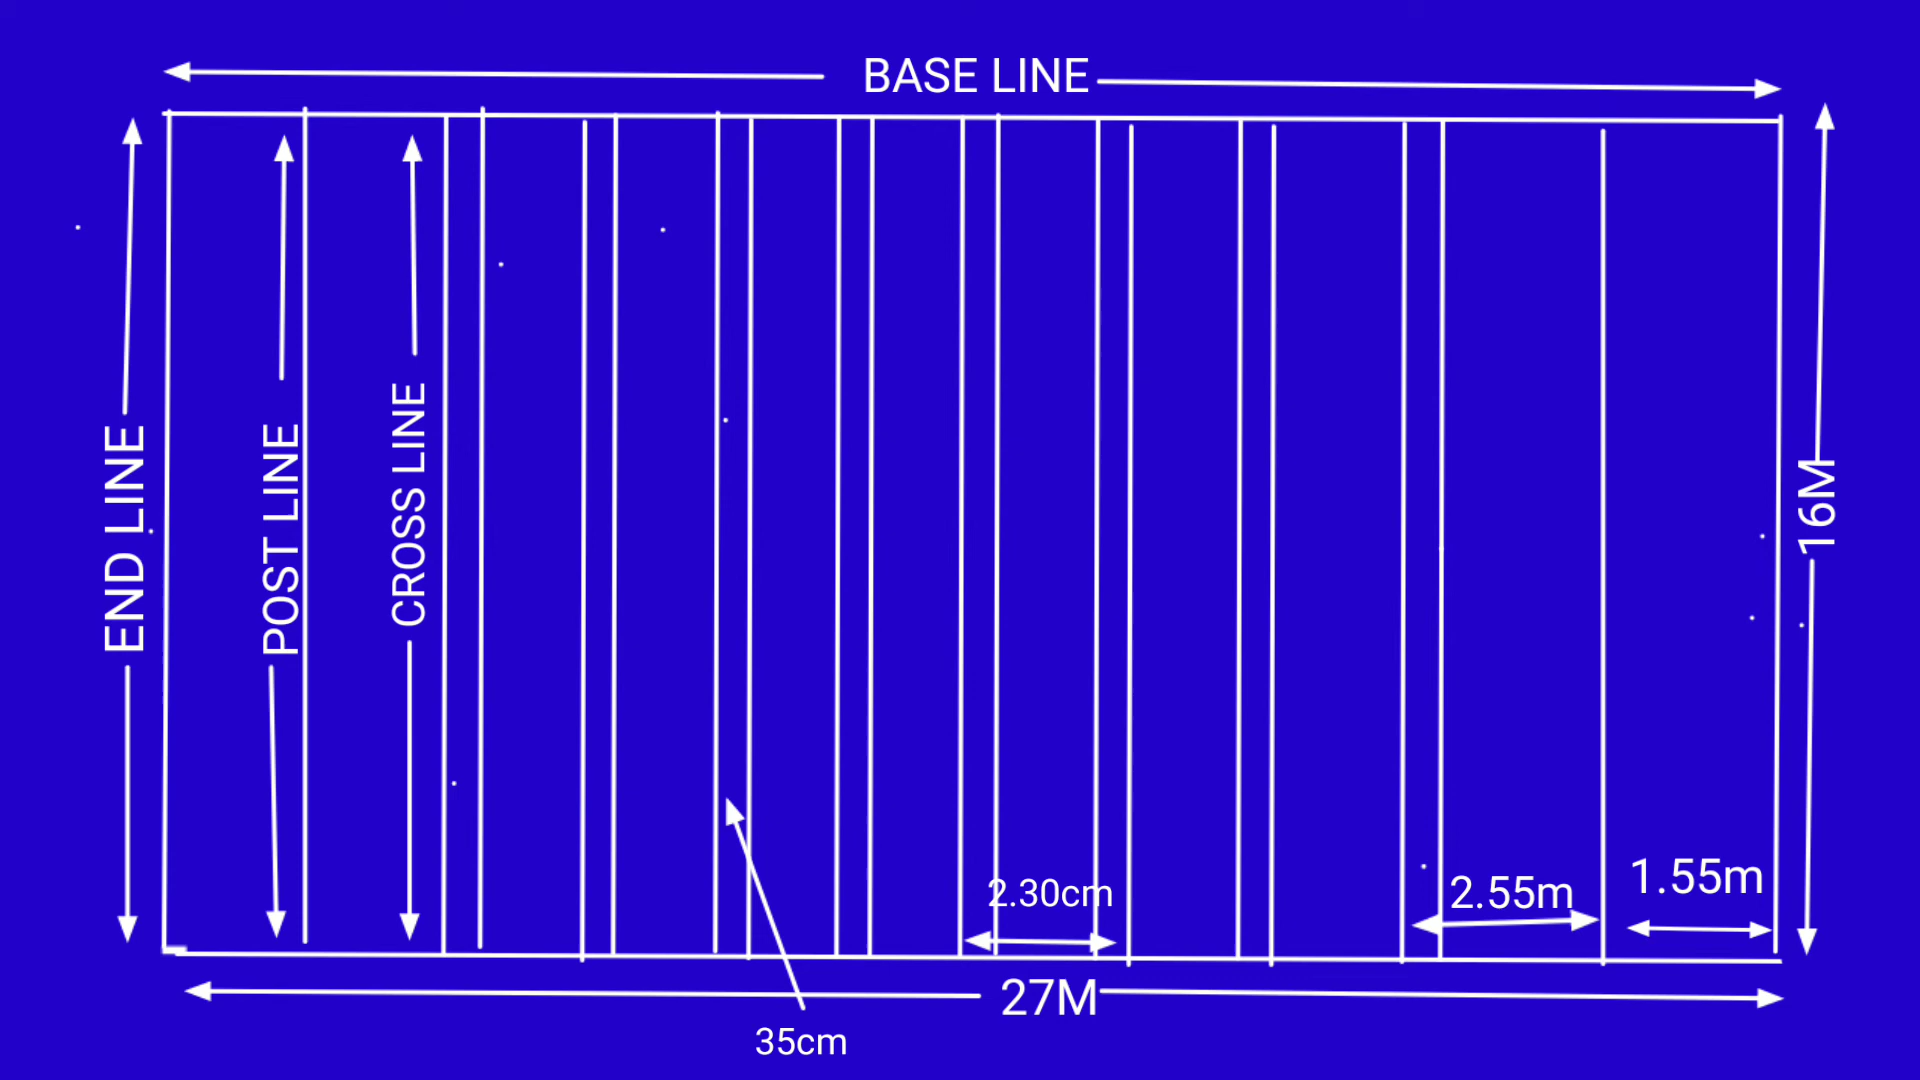 BASE LINE
END LINE
POST LINE
CROSS LINE
16M
2.30cm
2.55m
1.55m
27M
35cm